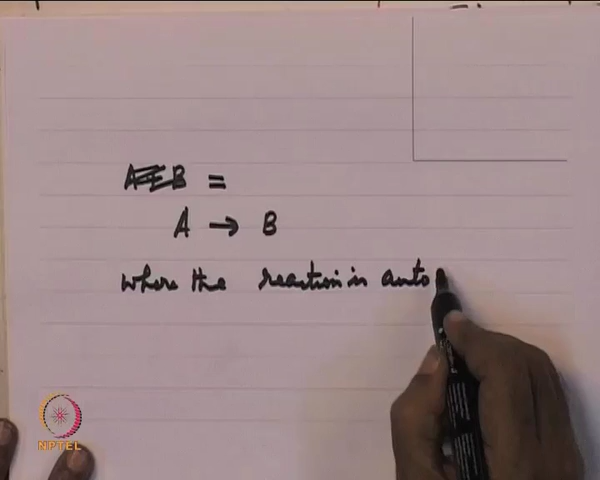 B =
A → B
where the reaction is auto
NPTEL